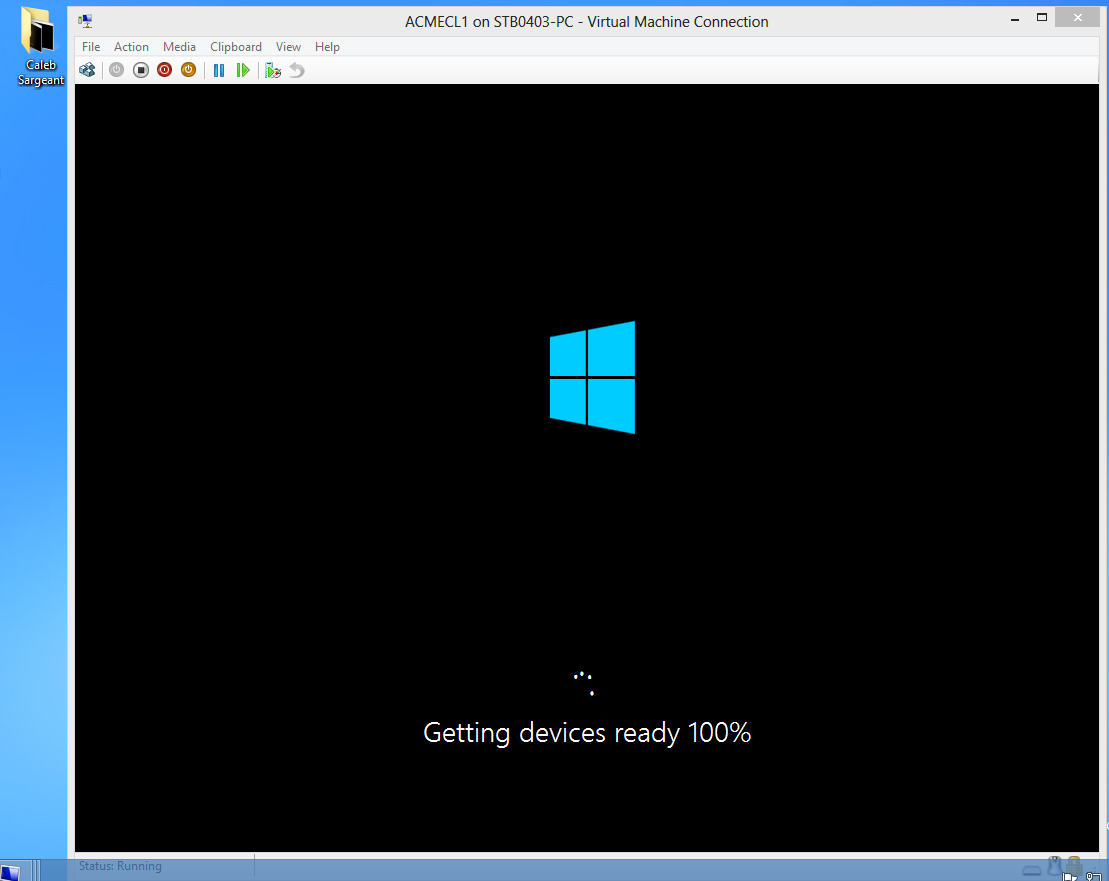 Caleb
Sargeant
ACMECL1 on STB0403-PC - Virtual Machine Connection
File Action Media Clipboard View Help
Getting devices ready 100%
Status: Running